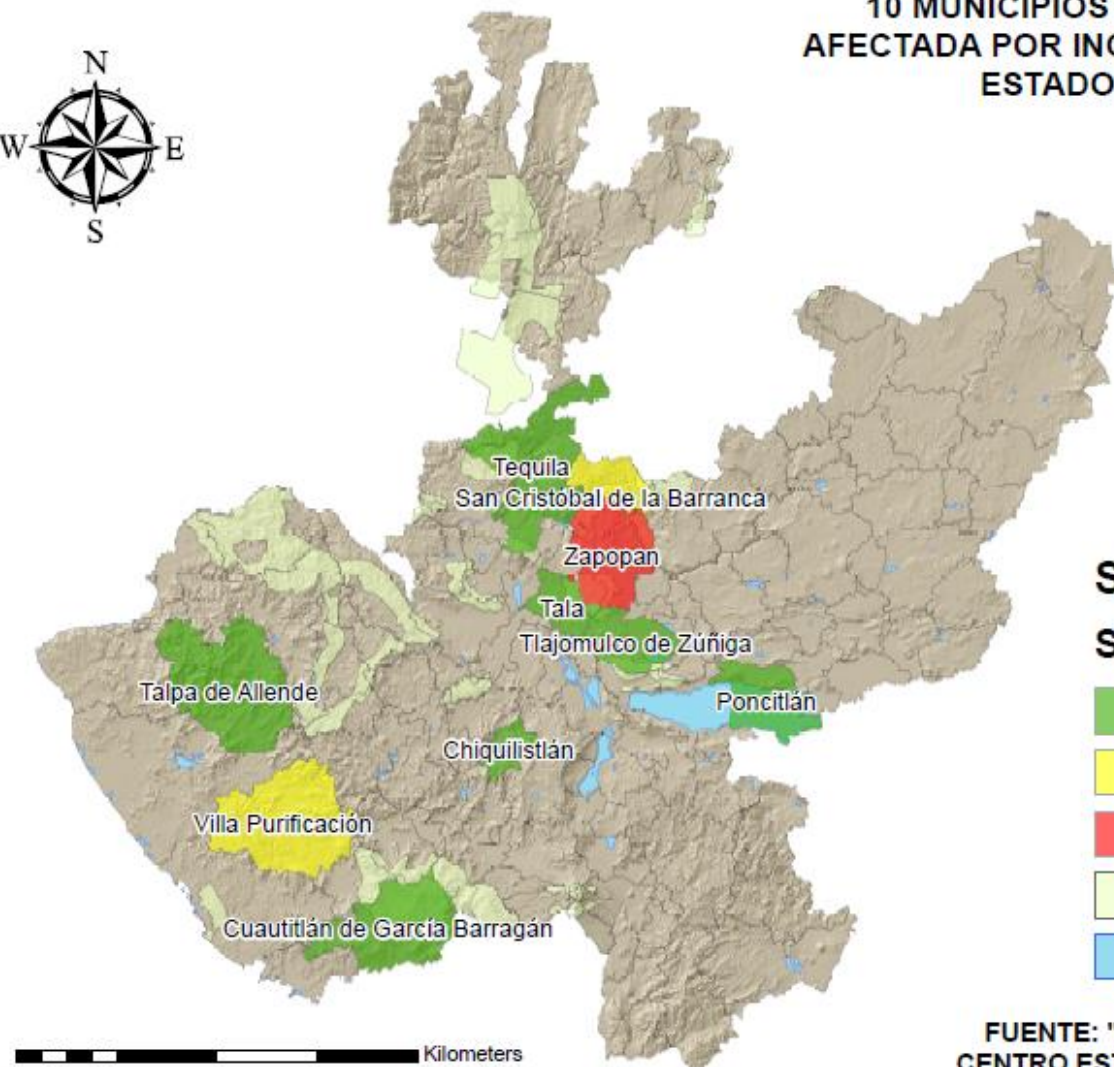 10 MUNICIPIOS
AFECTADA POR INC
ESTADO
N
W E
S
Tequila
San Cristóbal de la Barranca
Zapopan
Tala
Tlajomulco de Zúñiga
Talpa de Allende
Poncitlán
Chiquilistlán
Villa Purificación
Cuautitlán de García Barragán
S
S
Kilometers
FUENTE: "
CENTRO EST